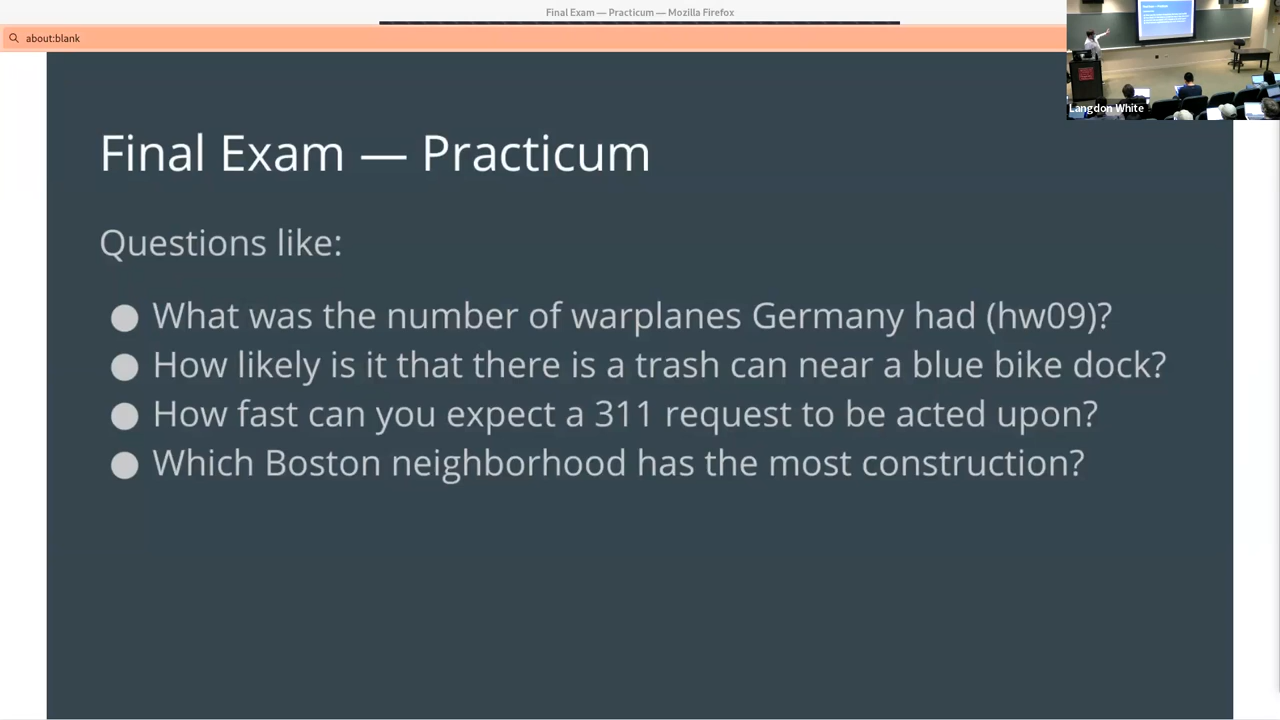 Final Exam — Practicum — Mozilla Firefox
about:blank
Langdon White
Final Exam — Practicum
Questions like:
● What was the number of warplanes Germany had (hw09)?
● How likely is it that there is a trash can near a blue bike dock?
● How fast can you expect a 311 request to be acted upon?
● Which Boston neighborhood has the most construction?